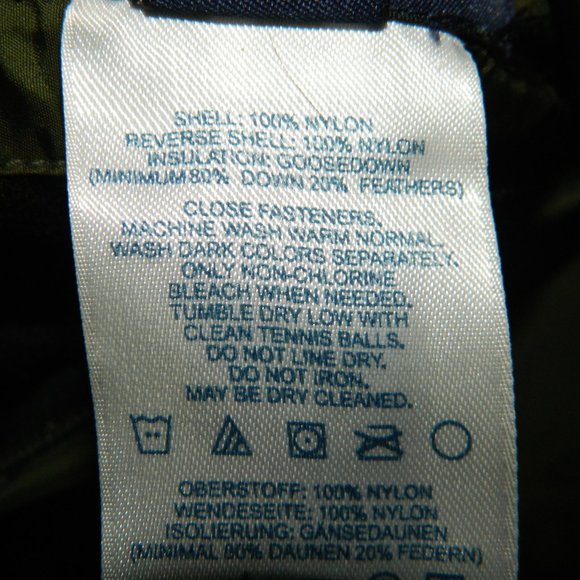 SHELL: 100% NYLON
REVERSE SHELL: 100% NYLON
INSULATION: GOOSEDOWN
(MINIMUM 80% DOWN 20% FEATHERS)
CLOSE FASTENERS.
MACHINE WASH WARM NORMAL.
WASH DARK COLORS SEPARATELY.
ONLY NON-CHLORINE
BLEACH WHEN NEEDED.
TUMBLE DRY LOW WITH
CLEAN TENNIS BALLS.
DO NOT LINE DRY.
DO NOT IRON.
MAY BE DRY CLEANED.
OBERSTOFF: 100% NYLON
WENDESEITE: 100% NYLON
ISOLIERUNG: GÄNSEDAUNEN
(MINIMAL 80% DAUNEN 20% FEDERN)